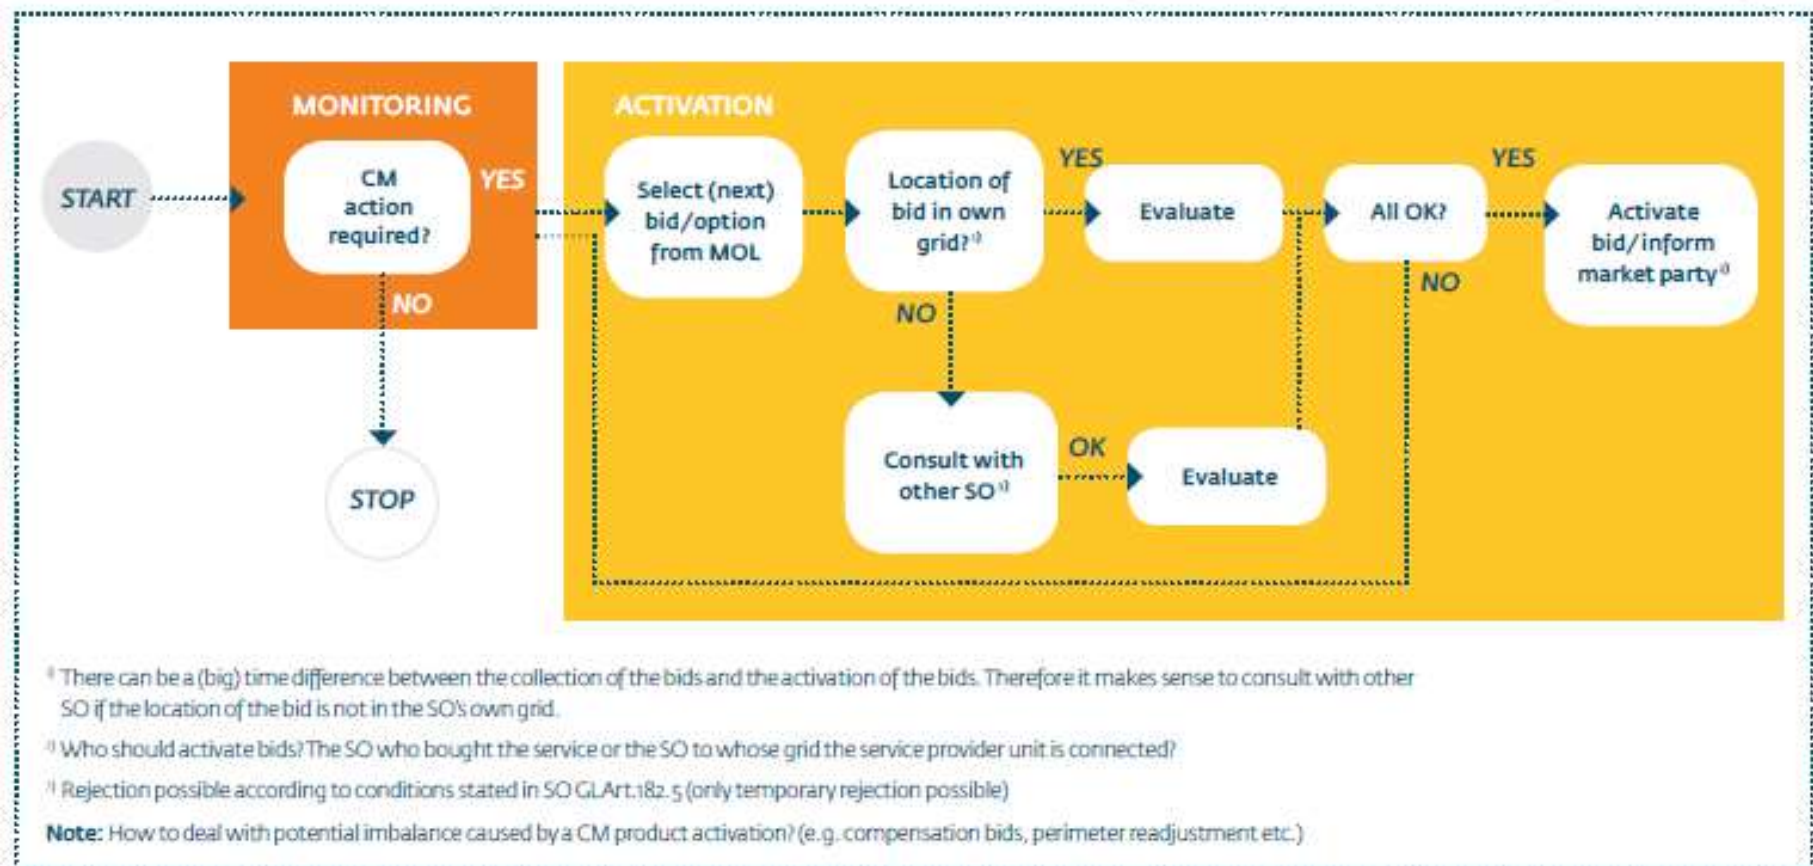 MONITORING
ACTIVATION
START
CM
action
required?
YES
NO
STOP
Select (next)
bid/option
from MOL
Location of
bid in own
grid?¹⁾
YES
NO
Evaluate
Consult with
other SO
OK
Evaluate
All OK?
YES
NO
Activate
bid/inform
market party
There can be a (big) time difference between the collection of the bids and the activation of the bids. Therefore it makes sense to consult with other
SO if the location of the bid is not in the SO's own grid.
Who should activate bids? The SO who bought the service or the SO to whose grid the service provider unit is connected?
Rejection possible according to conditions stated in SO GL Art.182.5 (only temporary rejection possible)
Note: How to deal with potential imbalance caused by a CM product activation? (e.g. compensation bids, perimeter readjustment etc.)